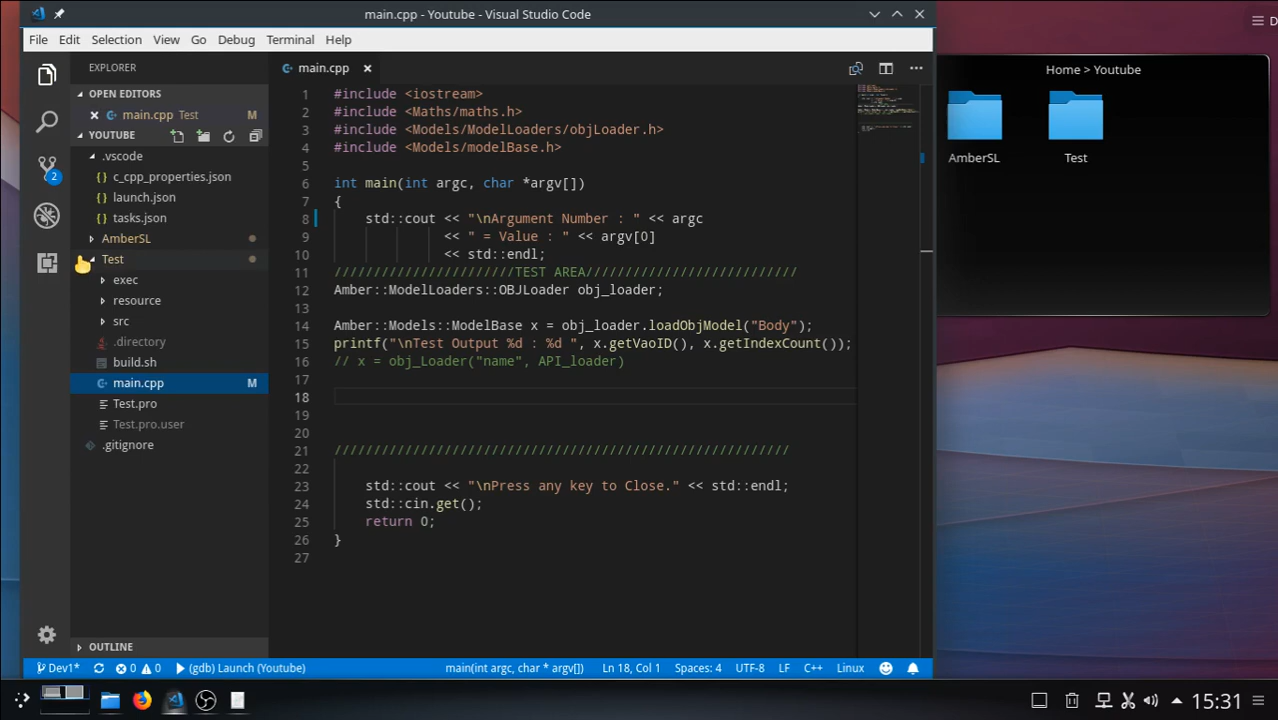 main.cpp - Youtube - Visual Studio Code
File Edit Selection View Go Debug Terminal Help
EXPLORER
OPEN EDITORS
main.cpp Test M
YOUTUBE
.vscode
{} c_cpp_properties.json
{} launch.json
{} tasks.json
AmberSL
Test
exec
resource
src
.directory
build.sh
main.cpp M
Test.pro
Test.pro.user
.gitignore
OUTLINE
2
main.cpp
1 #include <iostream>
2 #include <Maths/maths.h>
3 #include <Models/ModelLoaders/objLoader.h>
4 #include <Models/modelBase.h>
5
6 int main(int argc, char *argv[])
7 {
8 std::cout << "\nArgument Number : " << argc
9 << " = Value : " << argv[0]
10 << std::endl;
11 ///////////////////////TEST AREA///////////////////////////
12 Amber::ModelLoaders::OBJLoader obj_loader;
13
14 Amber::Models::ModelBase x = obj_loader.loadObjModel("Body");
15 printf("\nTest Output %d : %d ", x.getVaoID(), x.getIndexCount());
16 // x = obj_Loader("name", API_loader)
17
18
19
20
21 //////////////////////////////////////////////////////////
22
23 std::cout << "\nPress any key to Close." << std::endl;
24 std::cin.get();
25 return 0;
26 }
27
Dev1* 0 0 (gdb) Launch (Youtube) main(int argc, char * argv[]) Ln 18, Col 1 Spaces: 4 UTF-8 LF C++ Linux
D
Home > Youtube
AmberSL Test
15:31